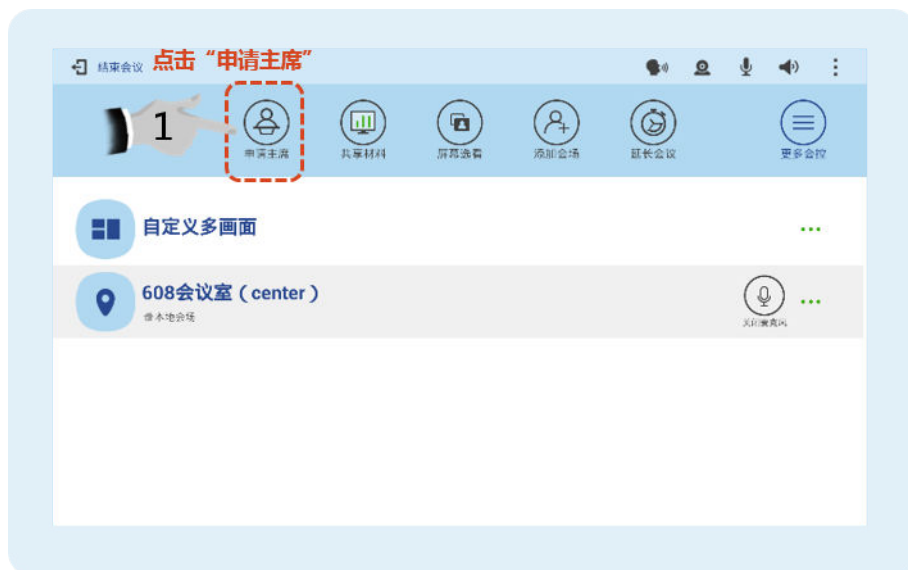 结束会议 点击“申请主席”
1
申请主席 共享材料 屏幕选看 添加会场 延长会议 更多会控
自定义多画面
608会议室（center）
本地会场
关闭麦克风